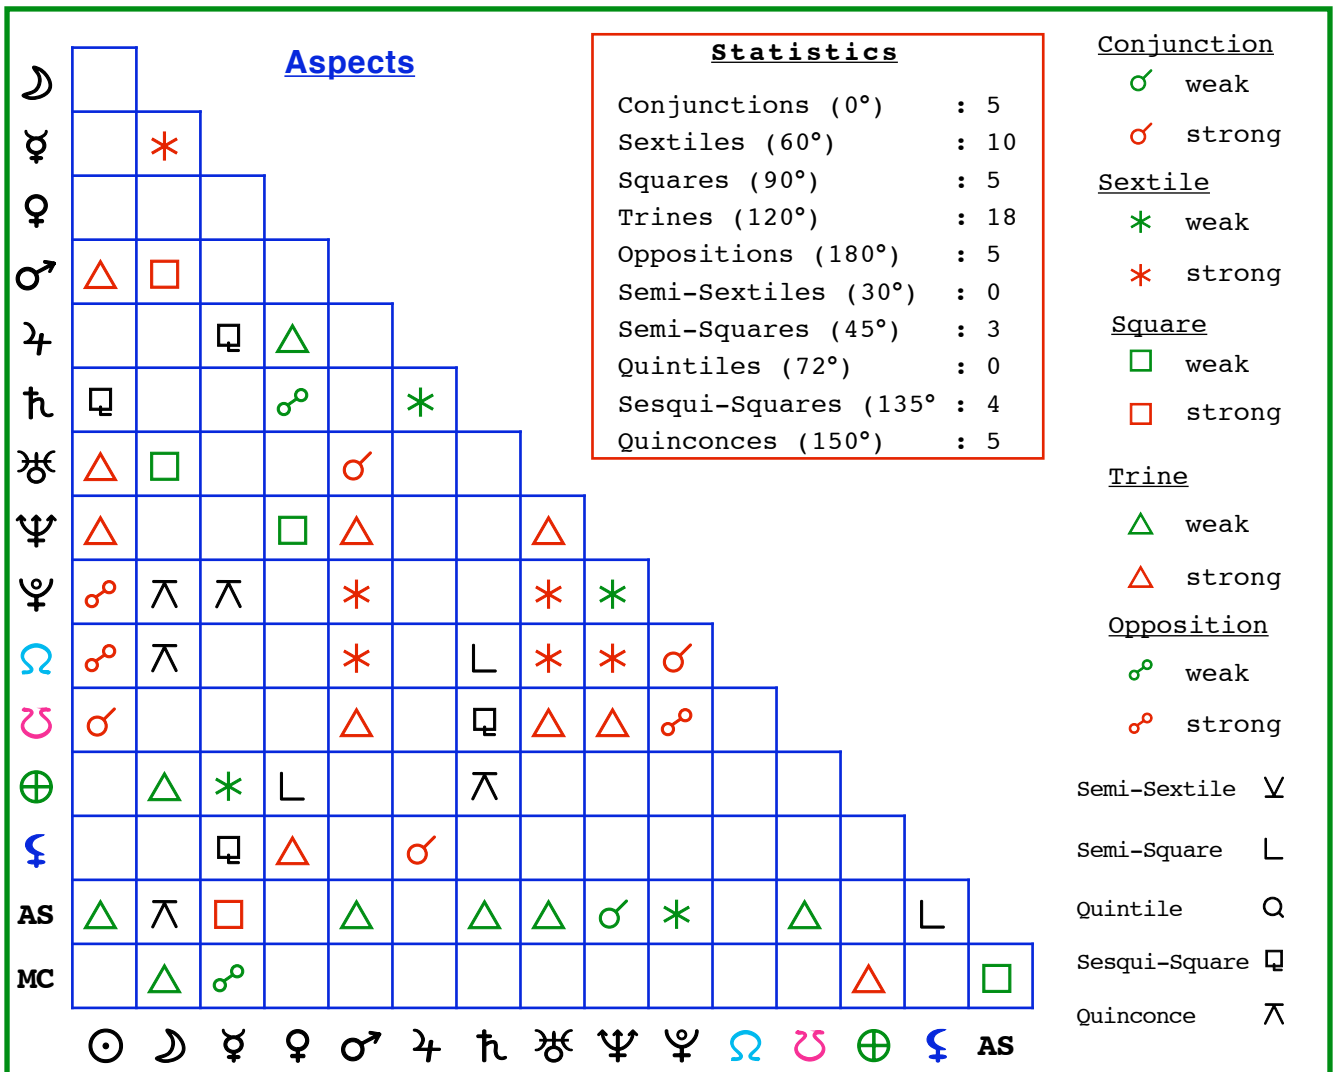 Aspects
Statistics
Conjunctions (0°) : 5
Sextiles (60°) : 10
Squares (90°) : 5
Trines (120°) : 18
Oppositions (180°) : 5
Semi-Sextiles (30°) : 0
Semi-Squares (45°) : 3
Quintiles (72°) : 0
Sesqui-Squares (135° : 4
Quinconces (150°) : 5
Conjunction
weak
strong
Sextile
weak
strong
Square
weak
strong
Trine
weak
strong
Opposition
weak
strong
Semi-Sextile
Semi-Square
Quintile
Sesqui-Square
Quinconce
AS
MC
AS